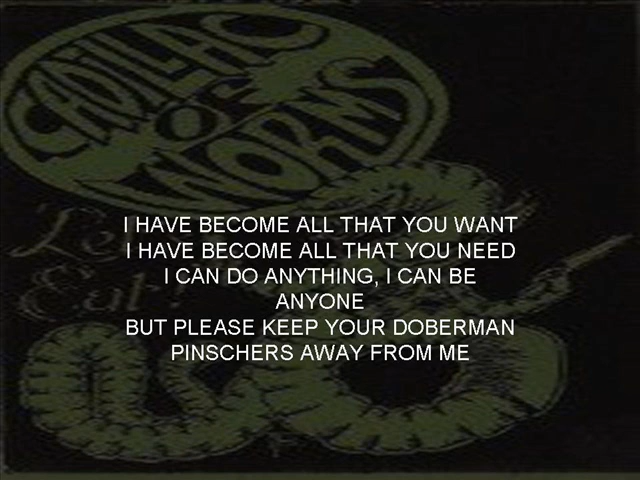 CADILLAC
OF
WORMS
I HAVE BECOME ALL THAT YOU WANT
I HAVE BECOME ALL THAT YOU NEED
I CAN DO ANYTHING, I CAN BE
ANYONE
BUT PLEASE KEEP YOUR DOBERMAN
PINSCHERS AWAY FROM ME